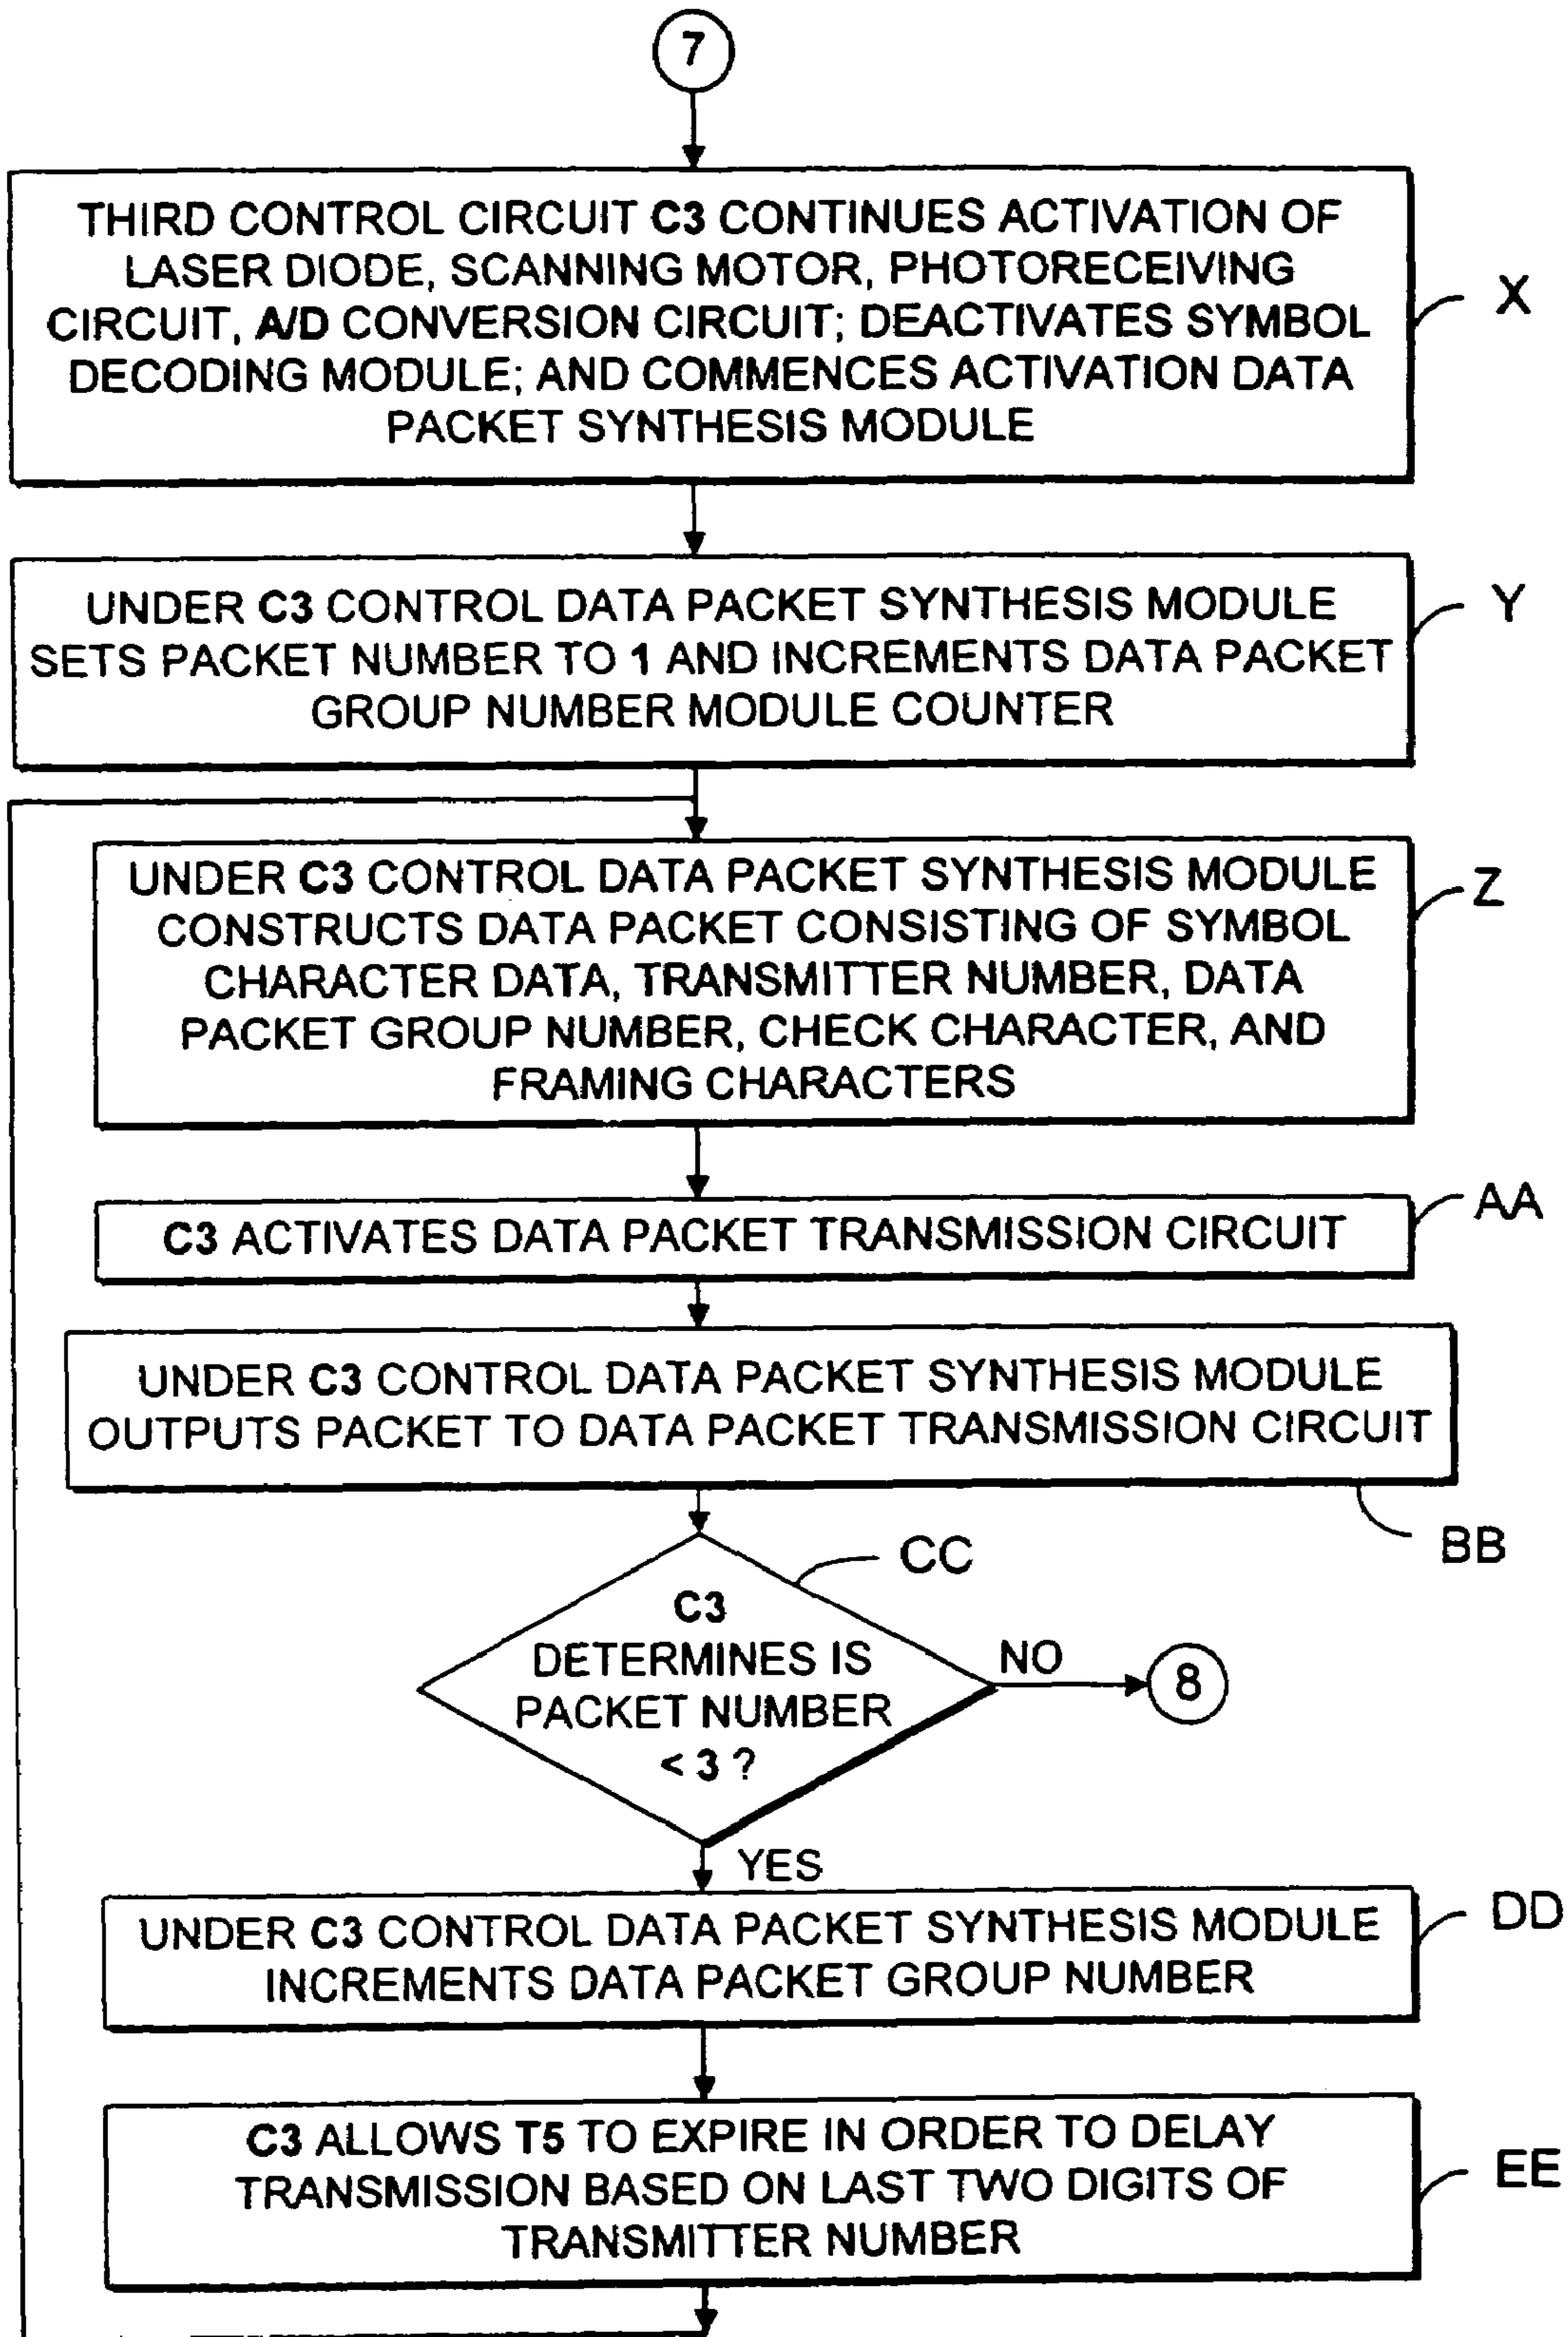 7
THIRD CONTROL CIRCUIT C3 CONTINUES ACTIVATION OF
LASER DIODE, SCANNING MOTOR, PHOTORECEIVING
CIRCUIT, A/D CONVERSION CIRCUIT; DEACTIVATES SYMBOL
DECODING MODULE; AND COMMENCES ACTIVATION DATA
PACKET SYNTHESIS MODULE
X
UNDER C3 CONTROL DATA PACKET SYNTHESIS MODULE
SETS PACKET NUMBER TO 1 AND INCREMENTS DATA PACKET
GROUP NUMBER MODULE COUNTER
Y
UNDER C3 CONTROL DATA PACKET SYNTHESIS MODULE
CONSTRUCTS DATA PACKET CONSISTING OF SYMBOL
CHARACTER DATA, TRANSMITTER NUMBER, DATA
PACKET GROUP NUMBER, CHECK CHARACTER, AND
FRAMING CHARACTERS
Z
C3 ACTIVATES DATA PACKET TRANSMISSION CIRCUIT
AA
UNDER C3 CONTROL DATA PACKET SYNTHESIS MODULE
OUTPUTS PACKET TO DATA PACKET TRANSMISSION CIRCUIT
BB
CC
C3
DETERMINES IS
PACKET NUMBER
< 3 ?
NO
8
YES
UNDER C3 CONTROL DATA PACKET SYNTHESIS MODULE
INCREMENTS DATA PACKET GROUP NUMBER
DD
C3 ALLOWS T5 TO EXPIRE IN ORDER TO DELAY
TRANSMISSION BASED ON LAST TWO DIGITS OF
TRANSMITTER NUMBER
EE